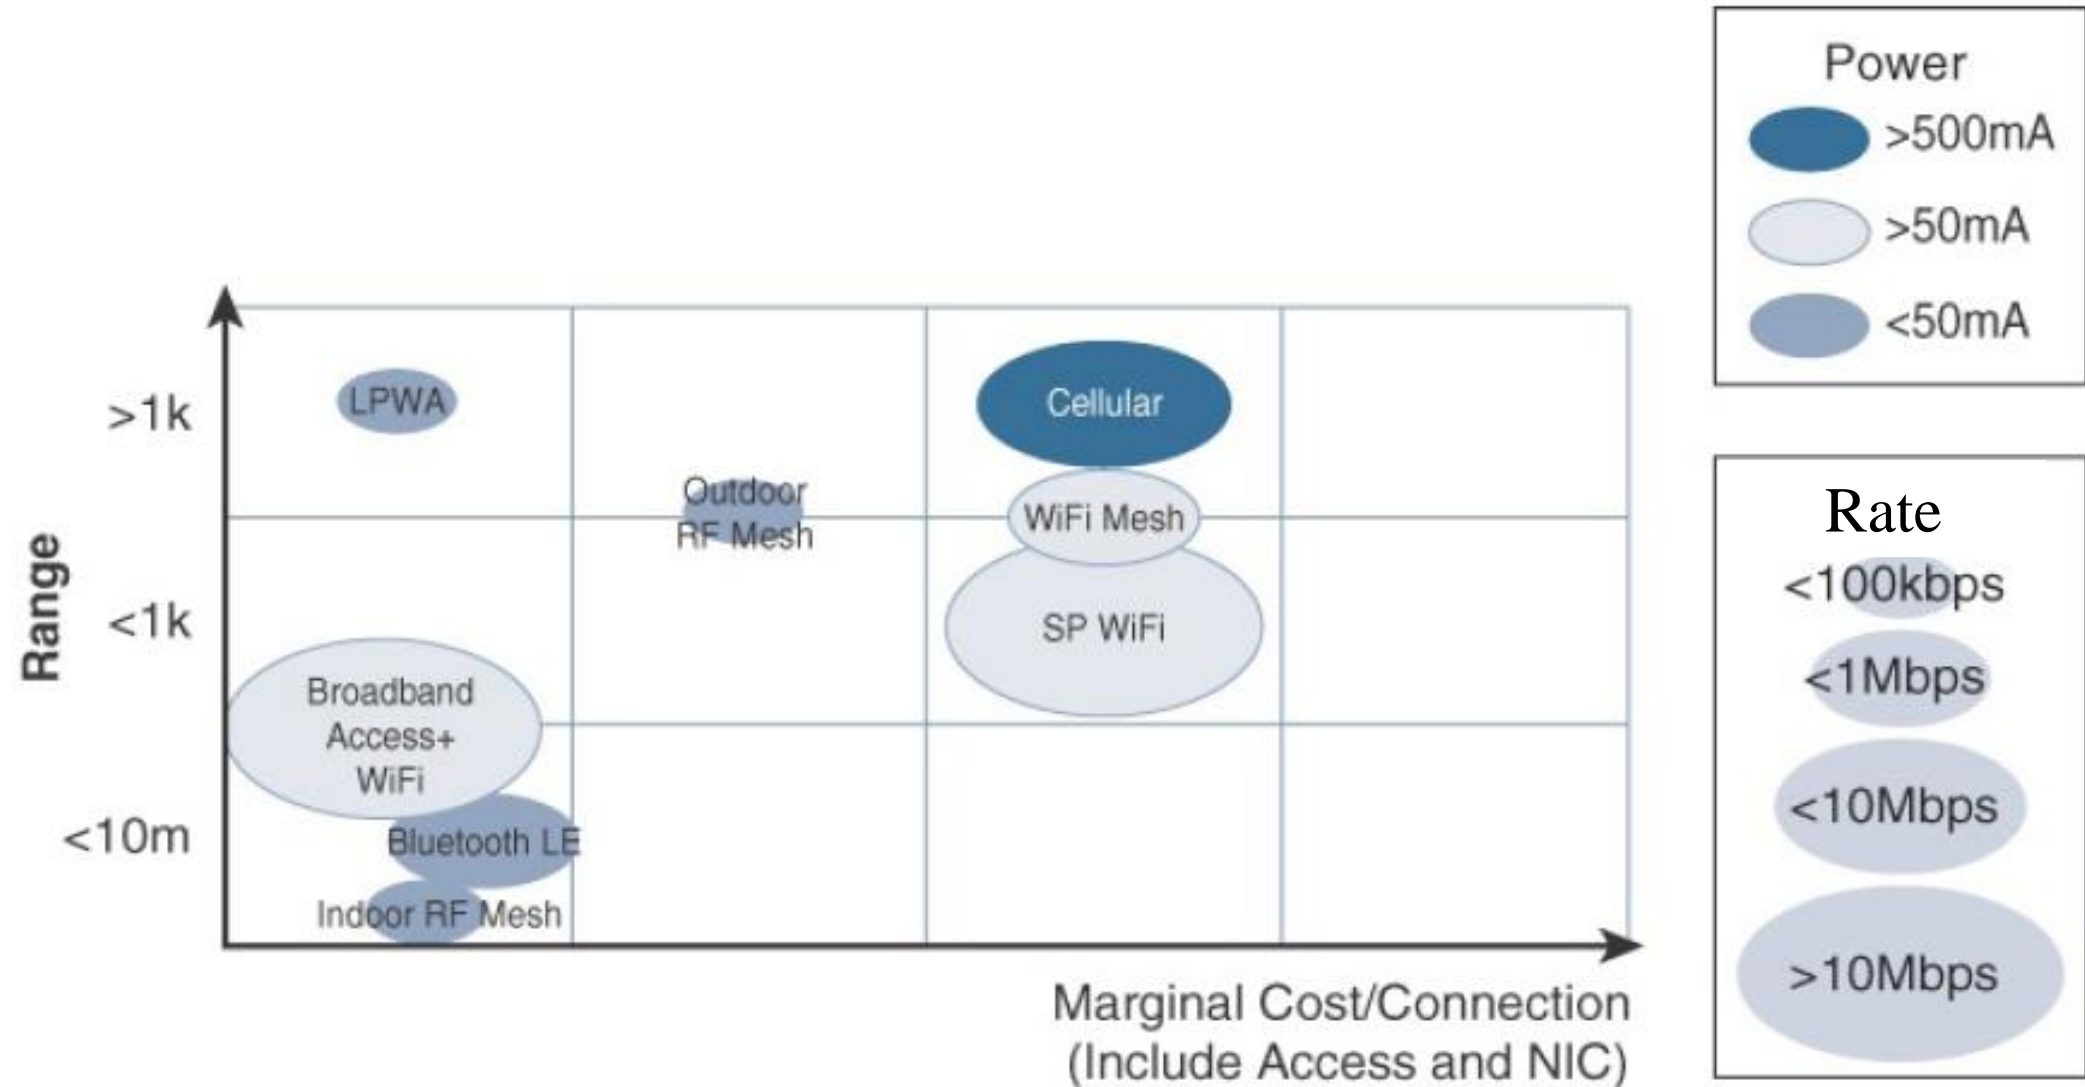 Power
>500mA
>50mA
<50mA
>1k
LPWA
Cellular
Outdoor
RF Mesh
WiFi Mesh
Range
<1k
SP WiFi
Broadband
Access+
WiFi
<10m
Bluetooth LE
Indoor RF Mesh
Marginal Cost/Connection
(Include Access and NIC)
Rate
<100kbps
<1Mbps
<10Mbps
>10Mbps